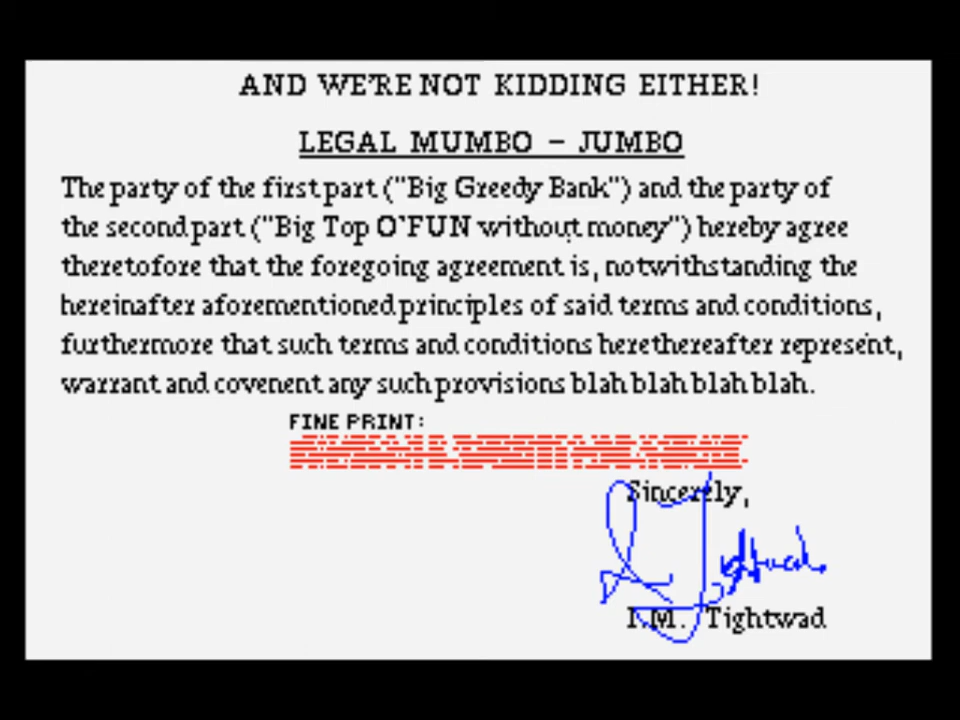 AND WE'RE NOT KIDDING EITHER!
LEGAL MUMBO - JUMBO
The party of the first part ("Big Greedy Bank") and the party of
the second part ("Big Top O'FUN without money") hereby agree
theretofore that the foregoing agreement is, notwithstanding the
hereinafter aforementioned principles of said terms and conditions,
furthermore that such terms and conditions herethereafter represent,
warrant and covenent any such provisions blah blah blah blah.
FINE PRINT:
Sincerely,
I.M. Tightwad